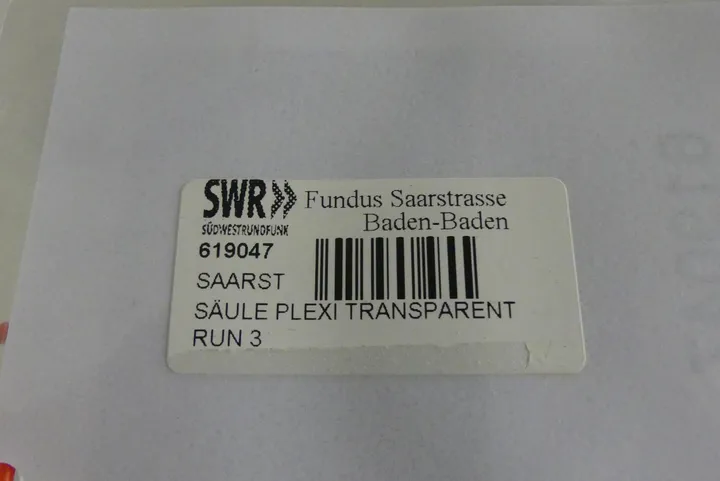 SWR» Fundus Saarstrasse
SÜDWESTRUNDFUNK Baden-Baden
619047
SAARST
SÄULE PLEXI TRANSPARENT
RUN 3